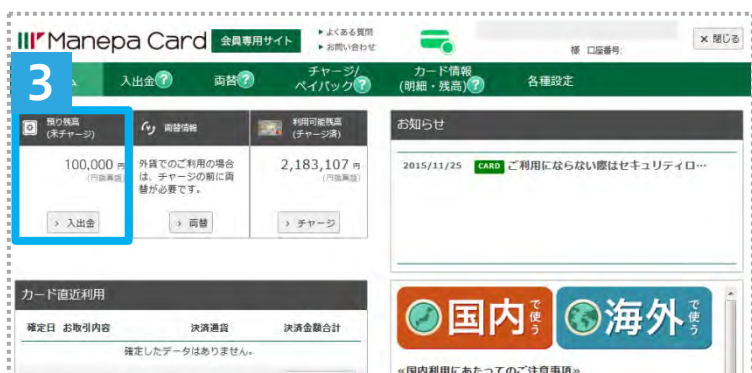 Manepa Card 会員専用サイト
よくある質問
お問い合わせ
様 口座番号:
× 閉じる
3
入出金?
両替?
チャージ/
ペイバック?
カード情報
(明細・残高)?
各種設定
預り残高
(未チャージ)
100,000 円
(円換算額)
> 入出金
両替情報
外貨でのご利用の場合
は、チャージの前に両
替が必要です。
> 両替
利用可能残高
(チャージ済)
2,183,107 円
(円換算額)
> チャージ
お知らせ
2015/11/25 CARD ご利用にならない際はセキュリティロ…
カード直近利用
確定日 お取引内容 決済通貨 決済金額合計
確定したデータはありません。
国内で使う
海外で使う
≪国内利用にあたってのご注意事項≫